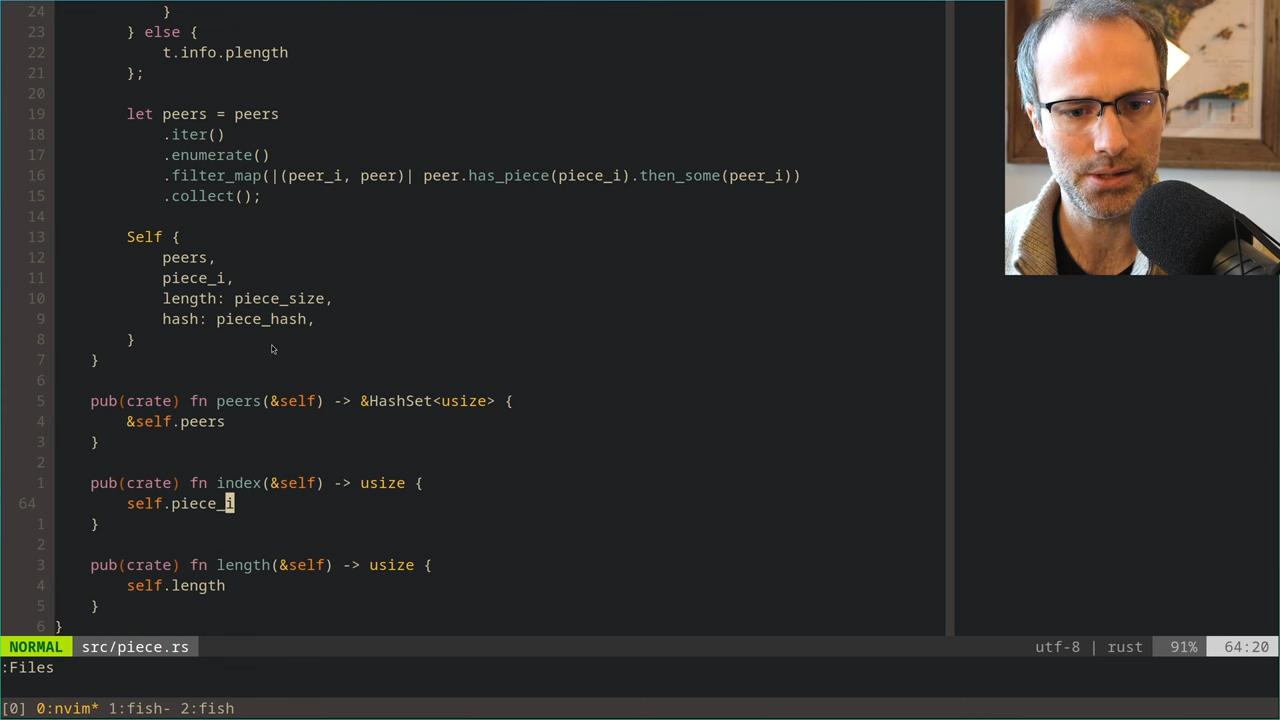 24 }
23 } else {
22 t.info.plength
21 };
20
19 let peers = peers
18 .iter()
17 .enumerate()
16 .filter_map(|(peer_i, peer)| peer.has_piece(piece_i).then_some(peer_i))
15 .collect();
14
13 Self {
12 peers,
11 piece_i,
10 length: piece_size,
9 hash: piece_hash,
8 }
7 }
6
5 pub(crate) fn peers(&self) -> &HashSet<usize> {
4 &self.peers
3 }
2
1 pub(crate) fn index(&self) -> usize {
64 self.piece_i
1 }
2
3 pub(crate) fn length(&self) -> usize {
4 self.length
5 }
6 }
NORMAL src/piece.rs utf-8 | rust 91% 64:20
:Files
[0] 0:nvim* 1:fish- 2:fish